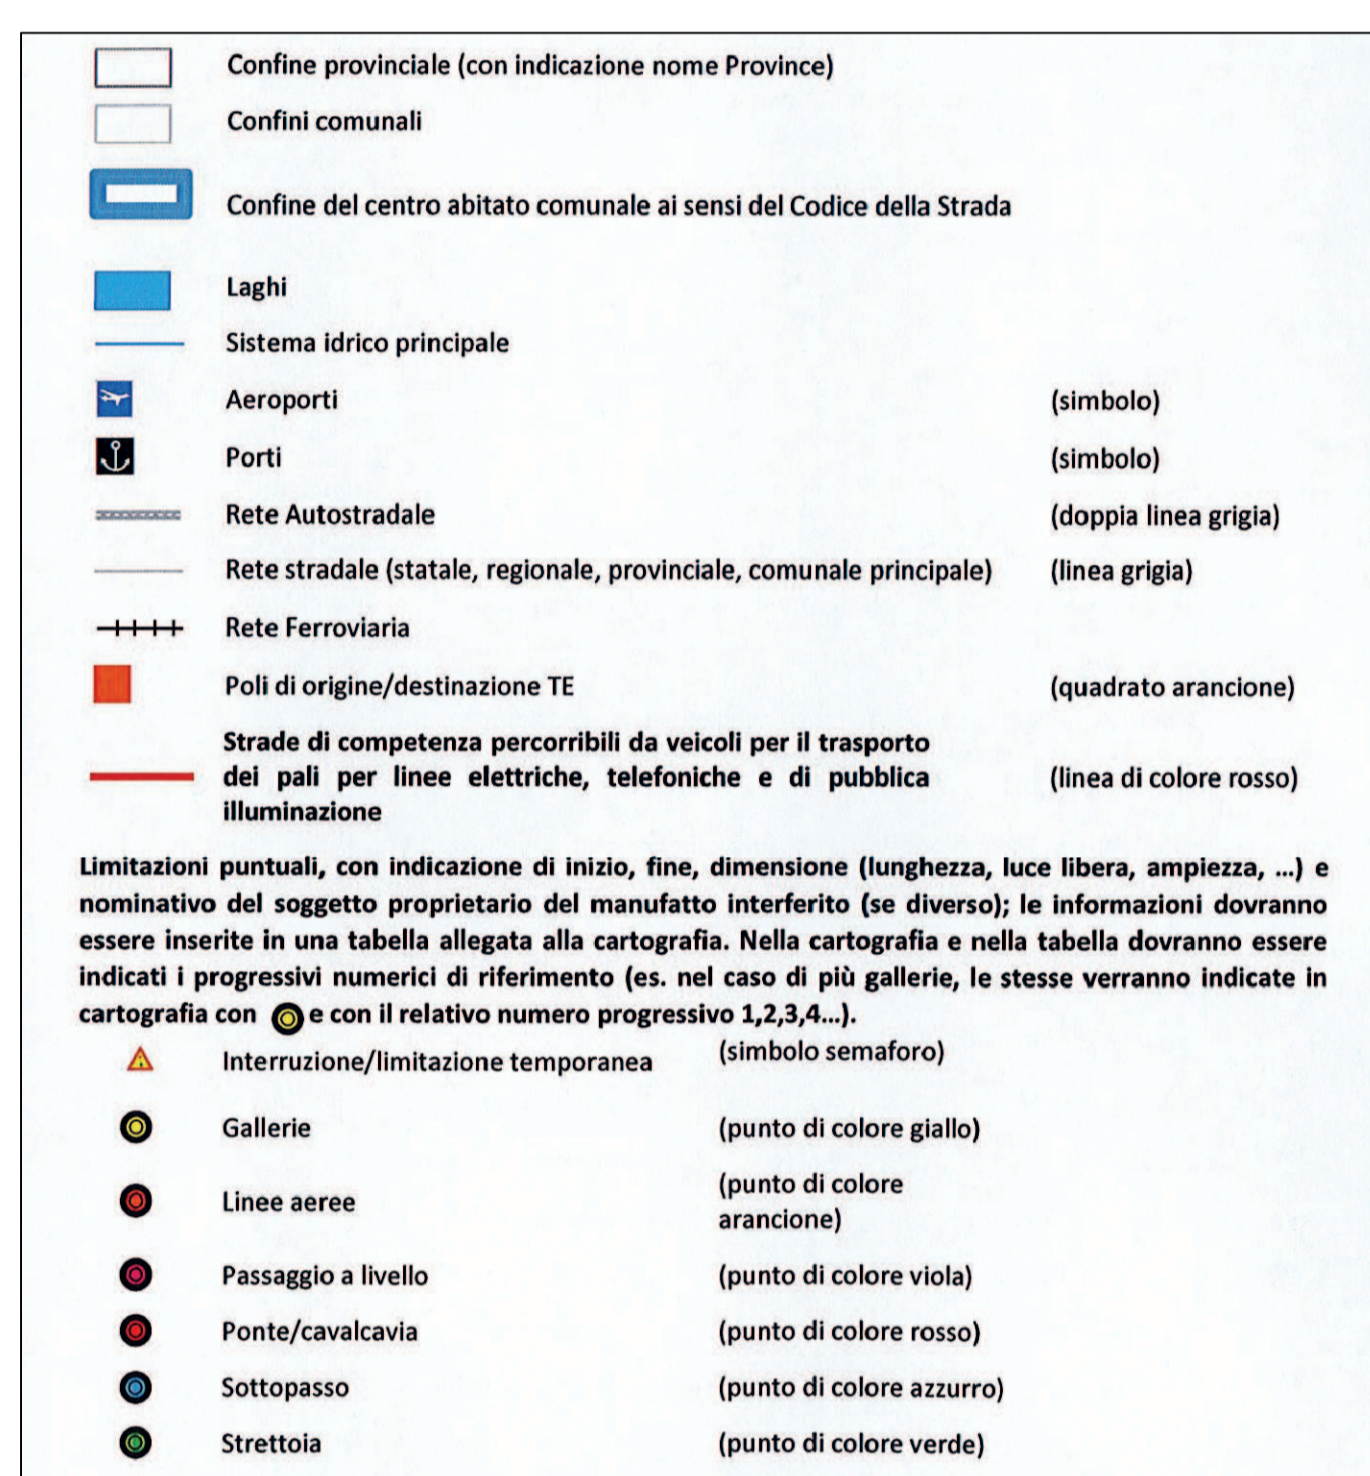 Confine provinciale (con indicazione nome Province)
Confini comunali
Confine del centro abitato comunale ai sensi del Codice della Strada
Laghi
Sistema idrico principale
Aeroporti (simbolo)
Porti (simbolo)
Rete Autostradale (doppia linea grigia)
Rete stradale (statale, regionale, provinciale, comunale principale) (linea grigia)
Rete Ferroviaria
Poli di origine/destinazione TE (quadrato arancione)
Strade di competenza percorribili da veicoli per il trasporto
dei pali per linee elettriche, telefoniche e di pubblica
illuminazione
(linea di colore rosso)
Limitazioni puntuali, con indicazione di inizio, fine, dimensione (lunghezza, luce libera, ampiezza, ...) e
nominativo del soggetto proprietario del manufatto interferito (se diverso); le informazioni dovranno
essere inserite in una tabella allegata alla cartografia. Nella cartografia e nella tabella dovranno essere
indicati i progressivi numerici di riferimento (es. nel caso di più gallerie, le stesse verranno indicate in
cartografia con e con il relativo numero progressivo 1,2,3,4...).
Interruzione/limitazione temporanea (simbolo semaforo)
Gallerie (punto di colore giallo)
Linee aeree (punto di colore
arancione)
Passaggio a livello (punto di colore viola)
Ponte/cavalcavia (punto di colore rosso)
Sottopasso (punto di colore azzurro)
Strettoia (punto di colore verde)